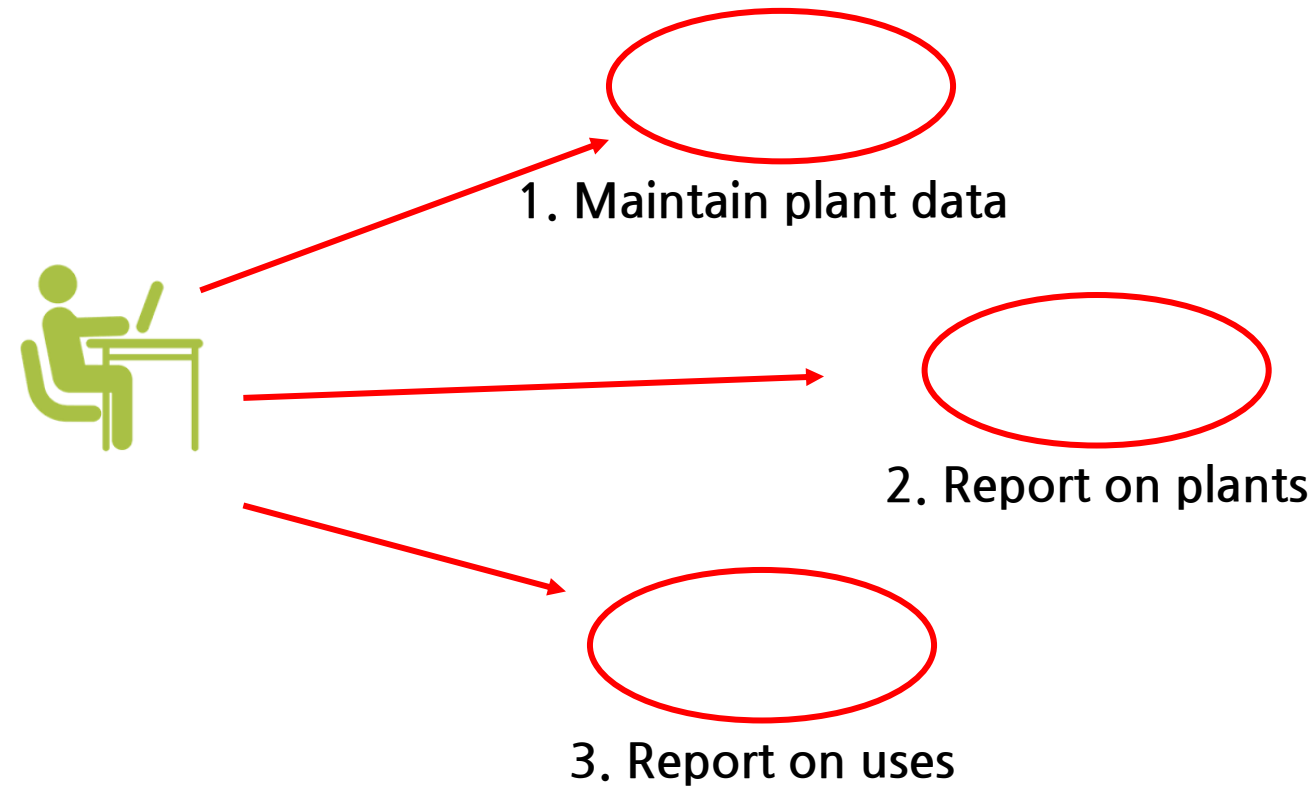 1. Maintain plant data
2. Report on plants
3. Report on uses